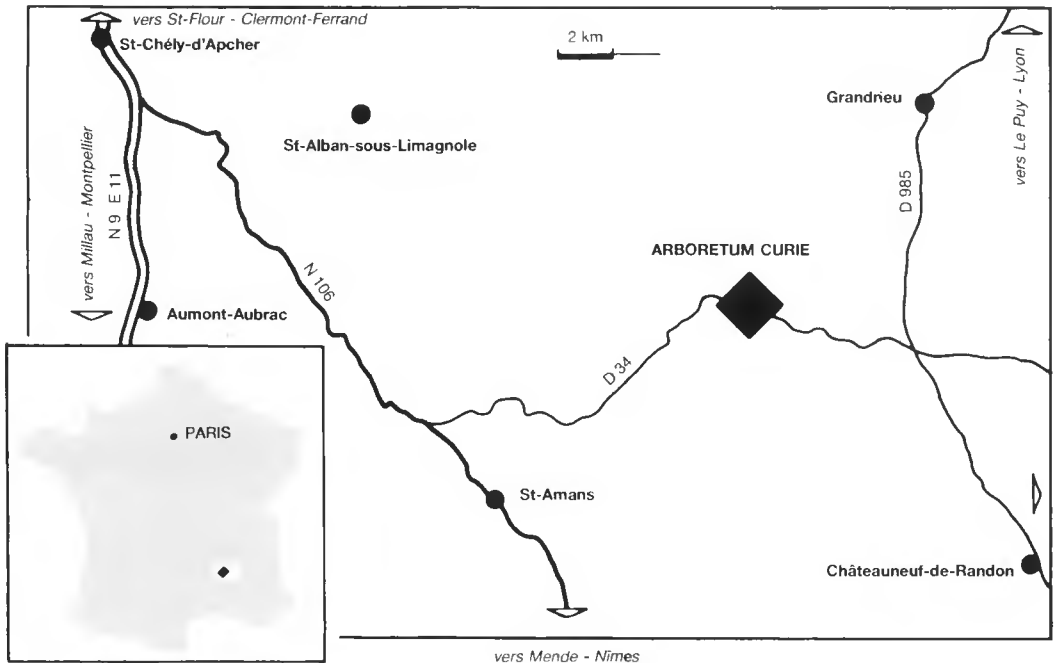 vers St-Flour - Clermont-Ferrand
St-Chély-d'Apcher
2 km
Grandrieu
vers Le Puy - Lyon
St-Alban-sous-Limagnole
vers Millau - Montpellier
N 9 E 11
D 985
ARBORETUM CURIE
N 106
Aumont-Aubrac
D 34
PARIS
St-Amans
Châteauneuf-de-Randon
vers Mende - Nîmes